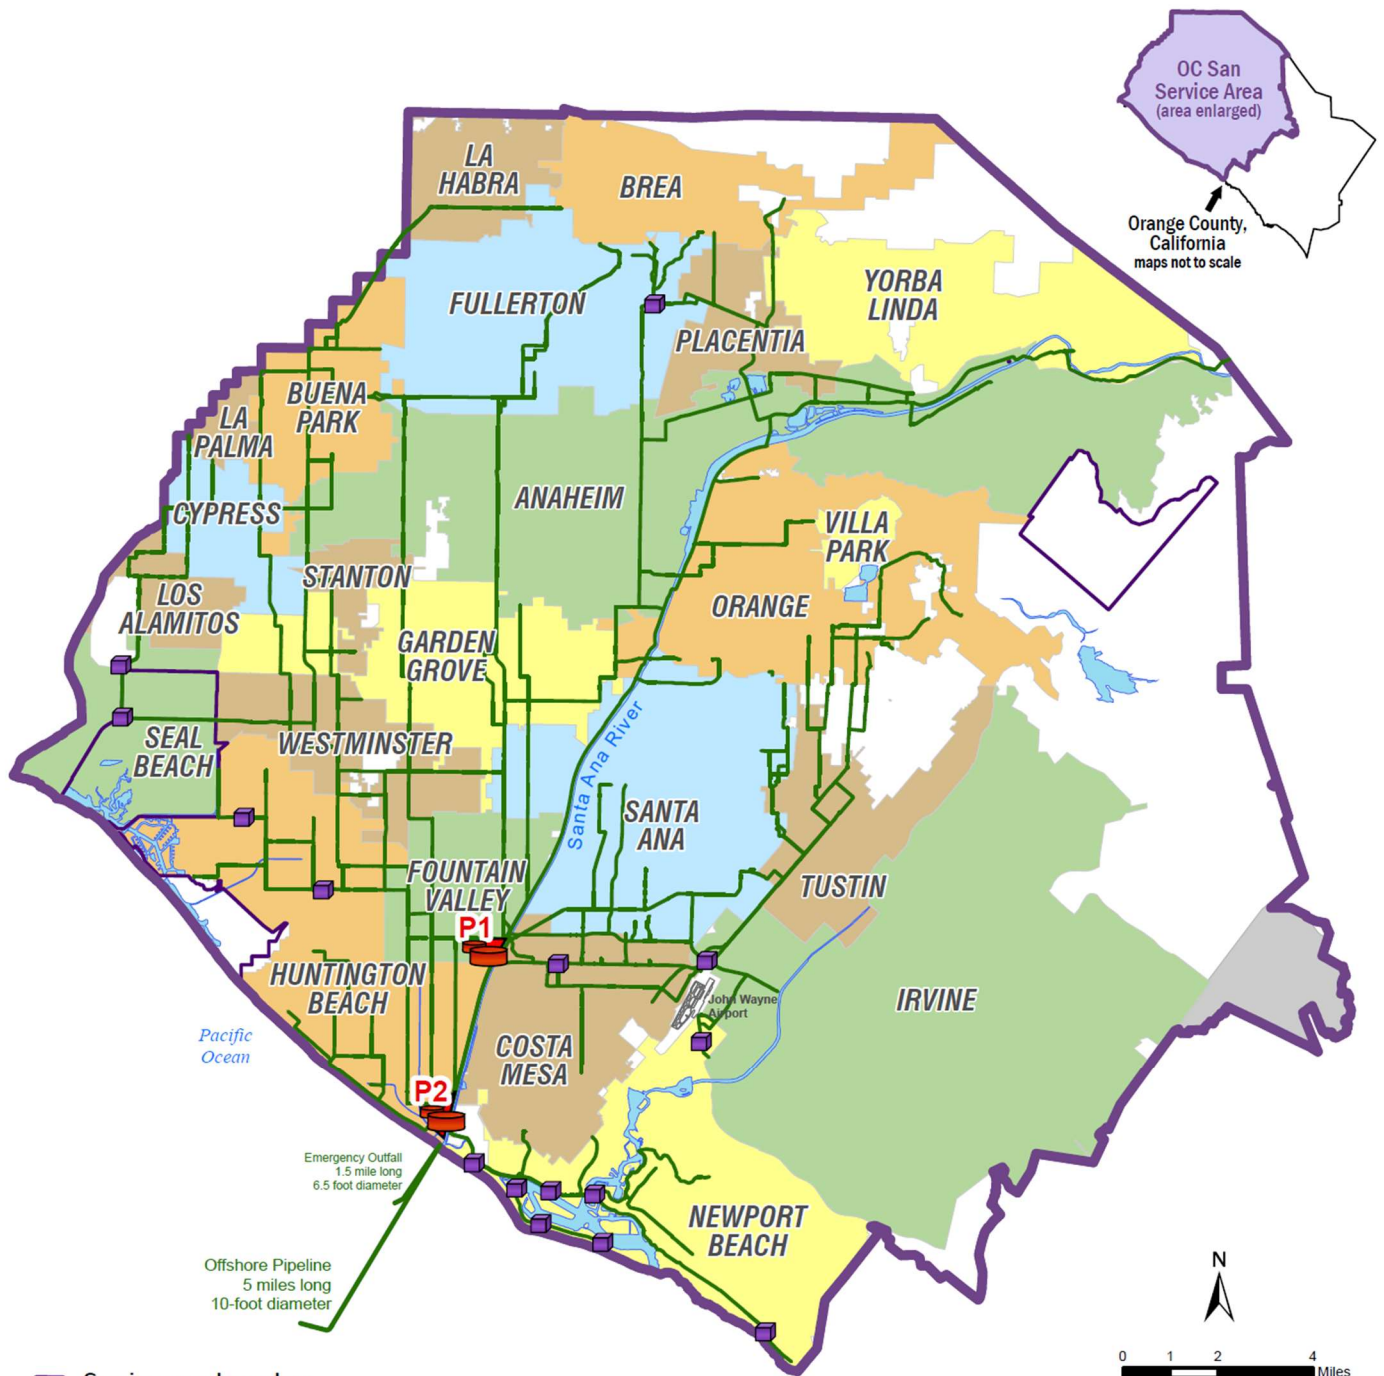 OC San
Service Area
(area enlarged)
Orange County,
California
maps not to scale
LA
HABRA
BREA
YORBA
LINDA
FULLERTON
PLACENTIA
BUENA
PARK
LA
PALMA
ANAHEIM
CYPRESS
VILLA
PARK
STANTON
LOS
ALAMITOS
ORANGE
GARDEN
GROVE
SEAL
BEACH
WESTMINSTER
Santa Ana River
SANTA
ANA
FOUNTAIN
VALLEY
TUSTIN
P1
HUNTINGTON
BEACH
John Wayne
Airport
IRVINE
Pacific
Ocean
COSTA
MESA
P2
Emergency Outfall
1.5 mile long
6.5 foot diameter
NEWPORT
BEACH
Offshore Pipeline
5 miles long
10-foot diameter
N
0 1 2 4
Miles